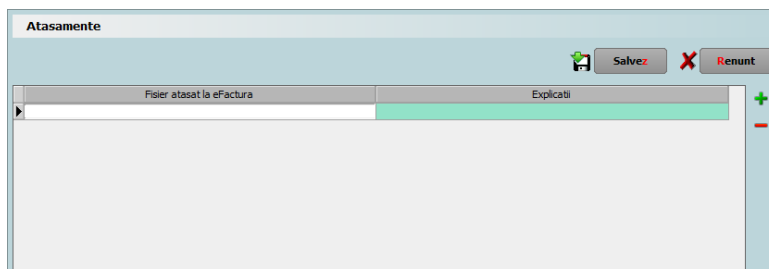 Atasamente
Salvez Renunt
Fisier atasat la eFactura Explicatii